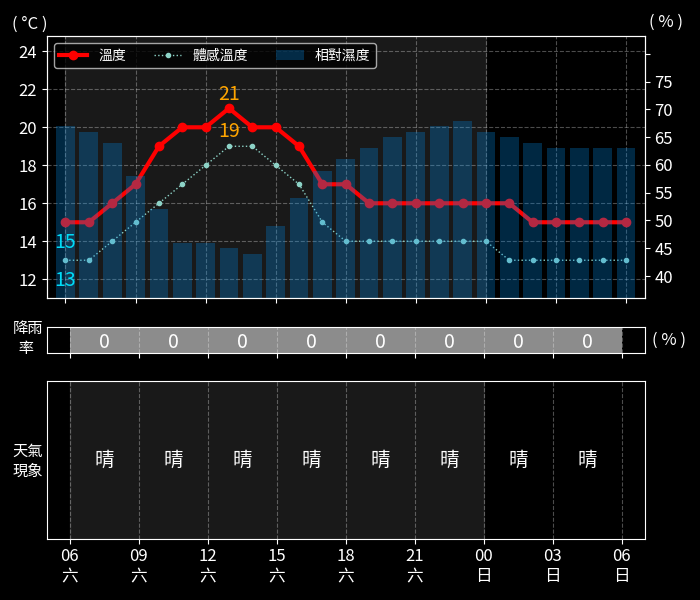 ( °C )
( % )
溫度 體感溫度 相對濕度
24
22
20
18
16
14
12
75
70
65
60
55
50
45
40
21
19
15
13
降雨
率
0 0 0 0 0 0 0 0
( % )
天氣
現象
晴 晴 晴 晴 晴 晴 晴 晴
06 09 12 15 18 21 00 03 06
六 六 六 六 六 六 日 日 日